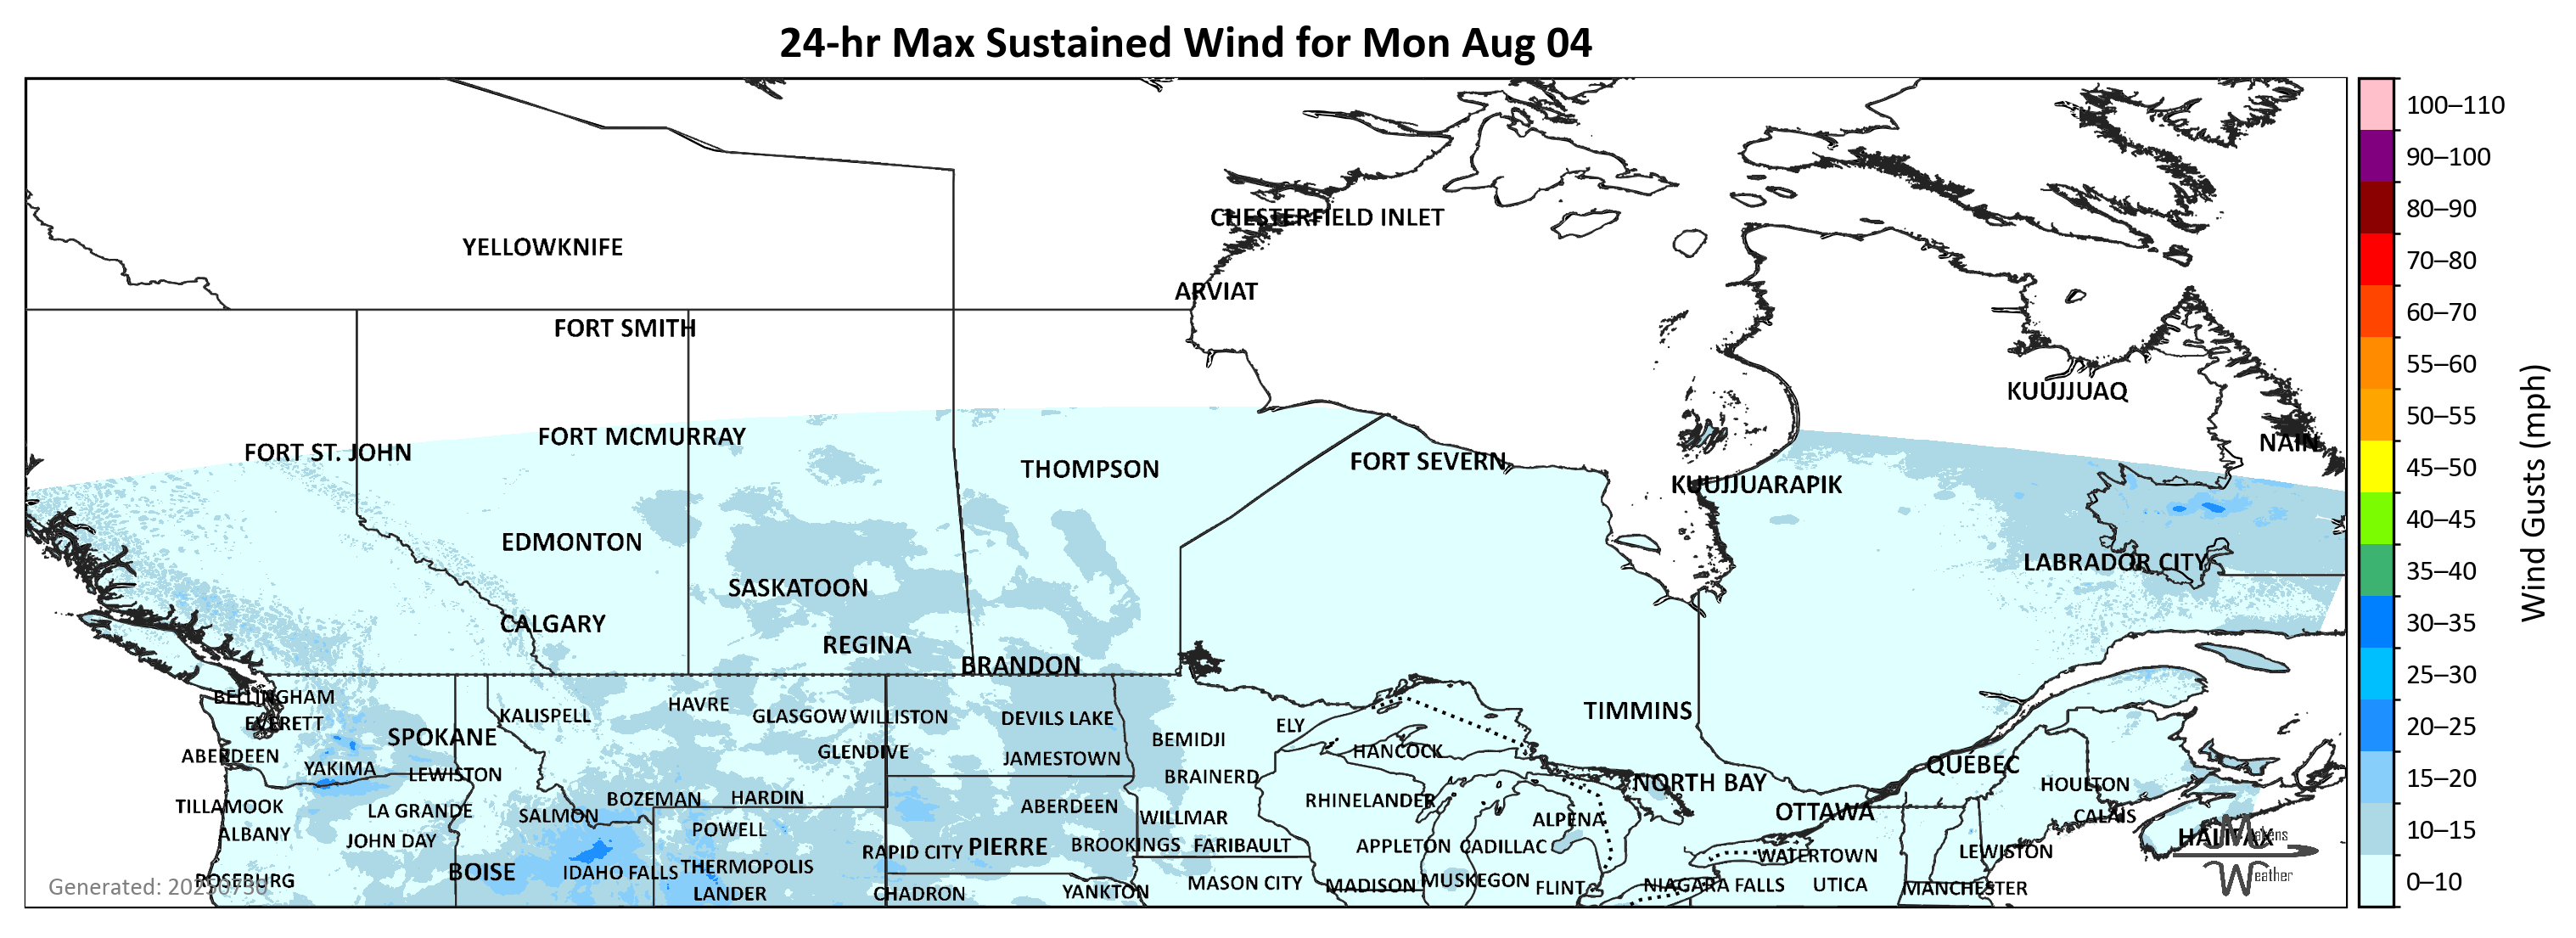 24-hr Max Sustained Wind for Mon Aug 04
100–110
90–100
80–90
70–80
60–70
55–60
50–55
45–50
40–45
35–40
30–35
25–30
20–25
15–20
10–15
0–10
Wind Gusts (mph)
CHESTERFIELD INLET
YELLOWKNIFE
ARVIAT
FORT SMITH
KUUJJUAQ
FORT MCMURRAY
NAIN
FORT ST. JOHN
FORT SEVERN
THOMPSON
KUUJJUARAPIK
EDMONTON
LABRADOR CITY
SASKATOON
CALGARY
REGINA
BRANDON
BELLINGHAM
HAVRE
TIMMINS
KALISPELL
GLASGOW
WILLISTON
DEVILS LAKE
EVERETT
ELY
SPOKANE
BEMIDJI
ABERDEEN
GLENDIVE
JAMESTOWN
HANCOCK
QUÉBEC
YAKIMA
LEWISTON
BRAINERD
NORTH BAY
HOULTON
TILLAMOOK
LA GRANDE
BOZEMAN
HARDIN
ABERDEEN
RHINELANDER
SALMON
WILLMAR
ALPENA
OTTAWA
CALAIS
ALBANY
JOHN DAY
POWELL
HALIFAX
RAPID CITY
PIERRE
BROOKINGS
FARIBAULT
APPLETON
CADILLAC
WATERTOWN
LEWISTON
BOISE
IDAHO FALLS
THERMOPOLIS
ROSEBURG
MASON CITY
MADISON
MUSKEGON
FLINT
NIAGARA FALLS
UTICA
MANCHESTER
LANDER
CHADRON
YANKTON
Generated: 20250730
Weather